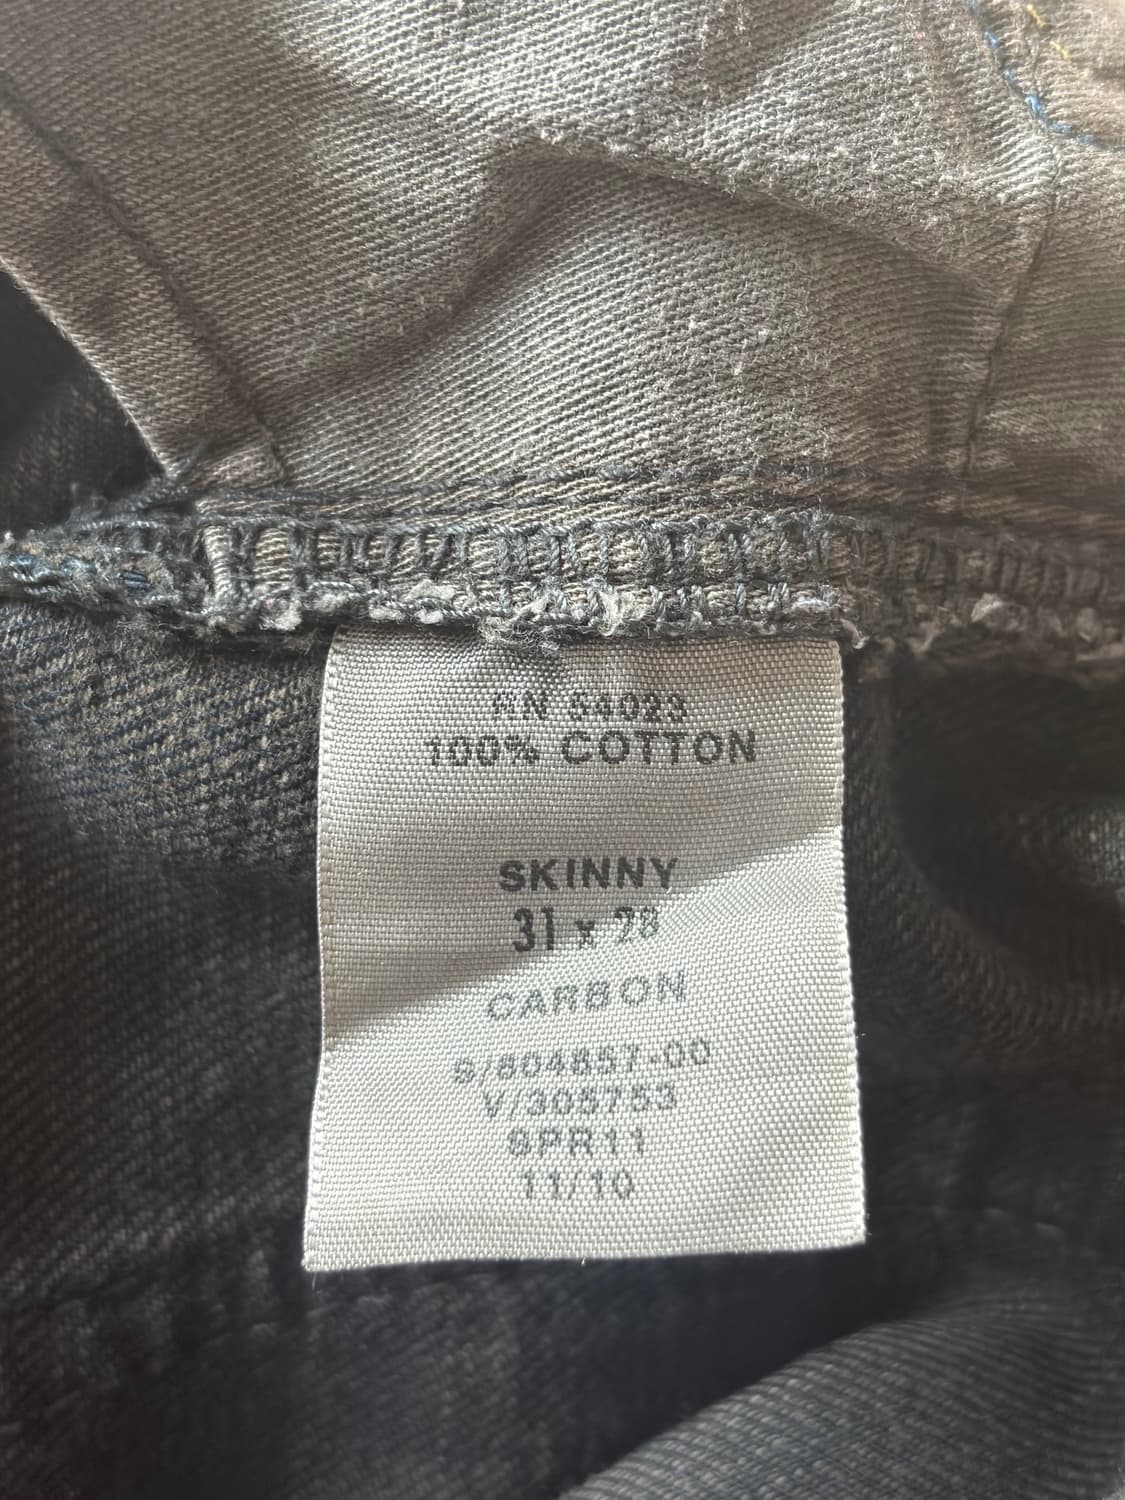 RN 54023
100% COTTON
SKINNY
31 x 28
CARBON
S/804857-00
V/305753
SPR11
11/10